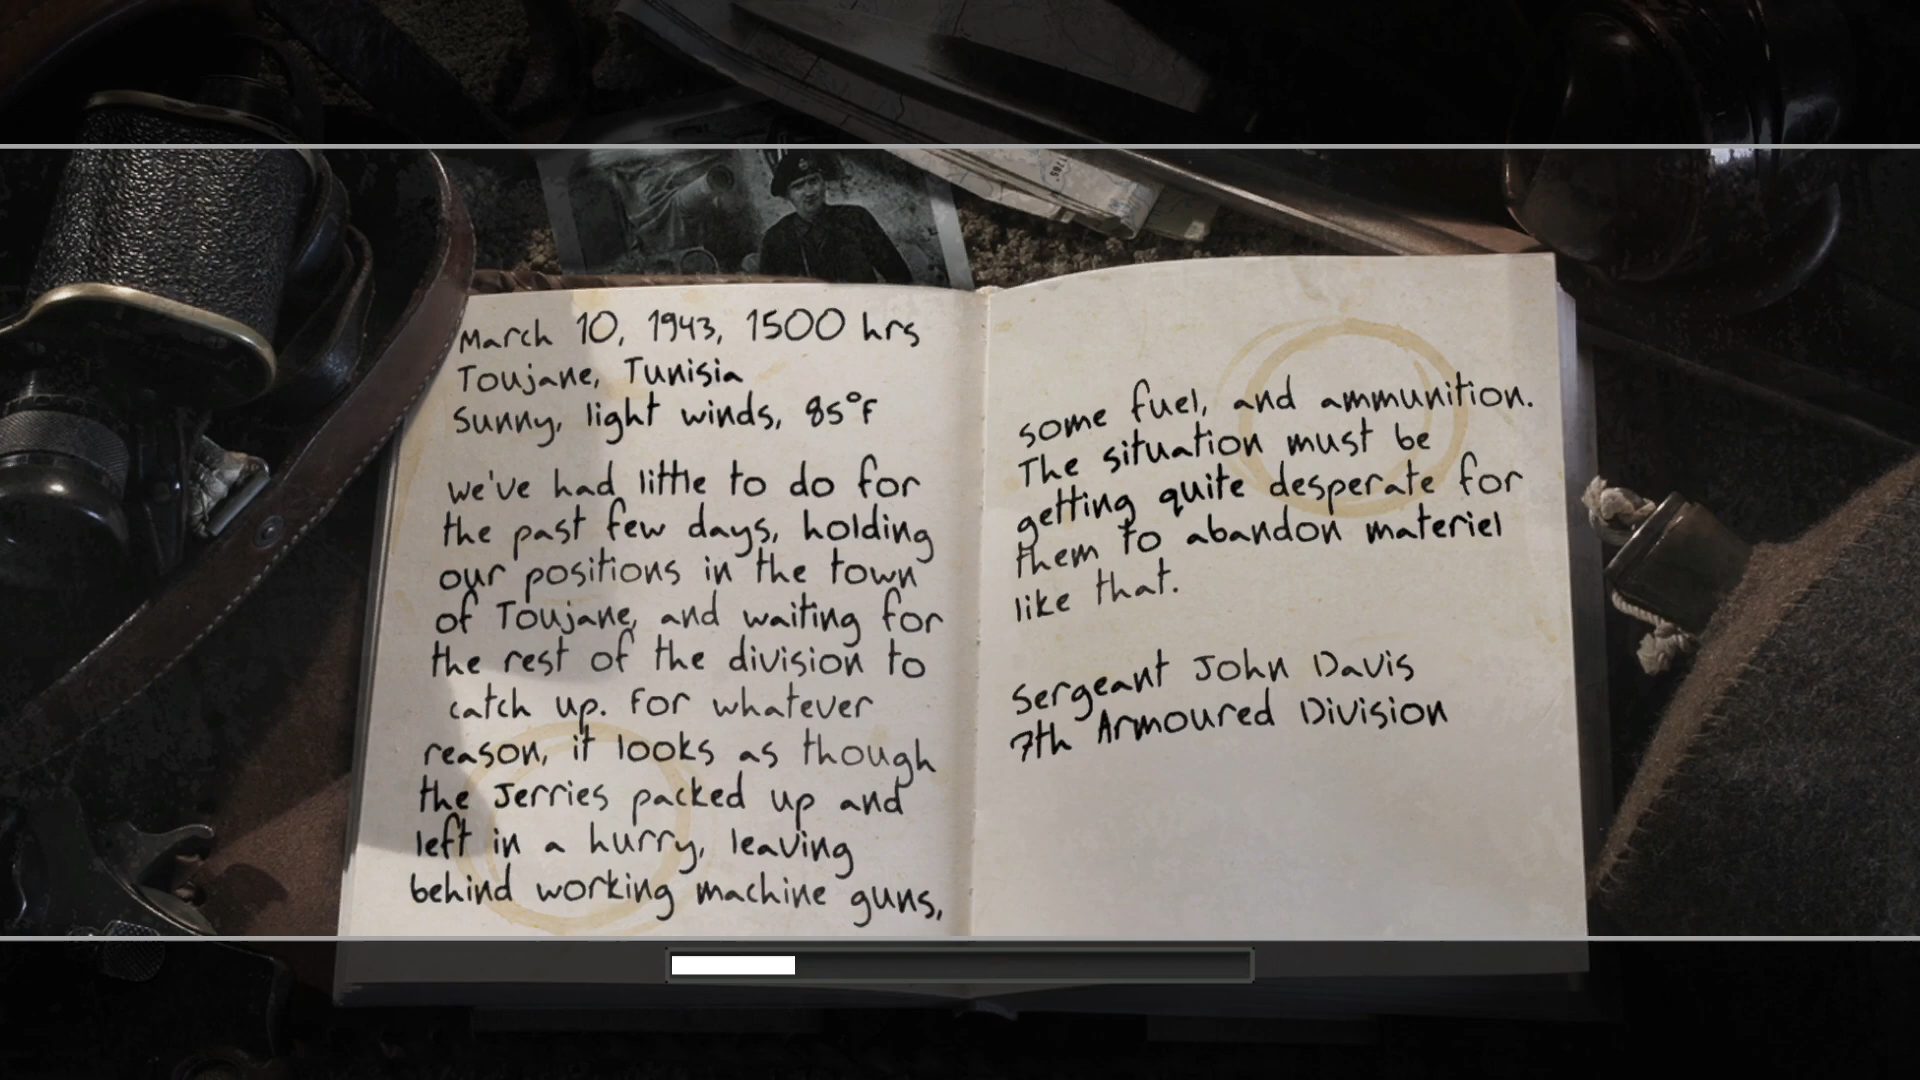 March 10, 1943, 1500 hrs
Toujane, Tunisia
Sunny, light winds, 85°F
We've had little to do for
the past few days, holding
our positions in the town
of Toujane, and waiting for
the rest of the division to
catch up. For whatever
reason, it looks as though
the Jerries packed up and
left in a hurry, leaving
behind working machine guns,
some fuel, and ammunition.
The situation must be
getting quite desperate for
them to abandon materiel
like that.
Sergeant John Davis
7th Armoured Division